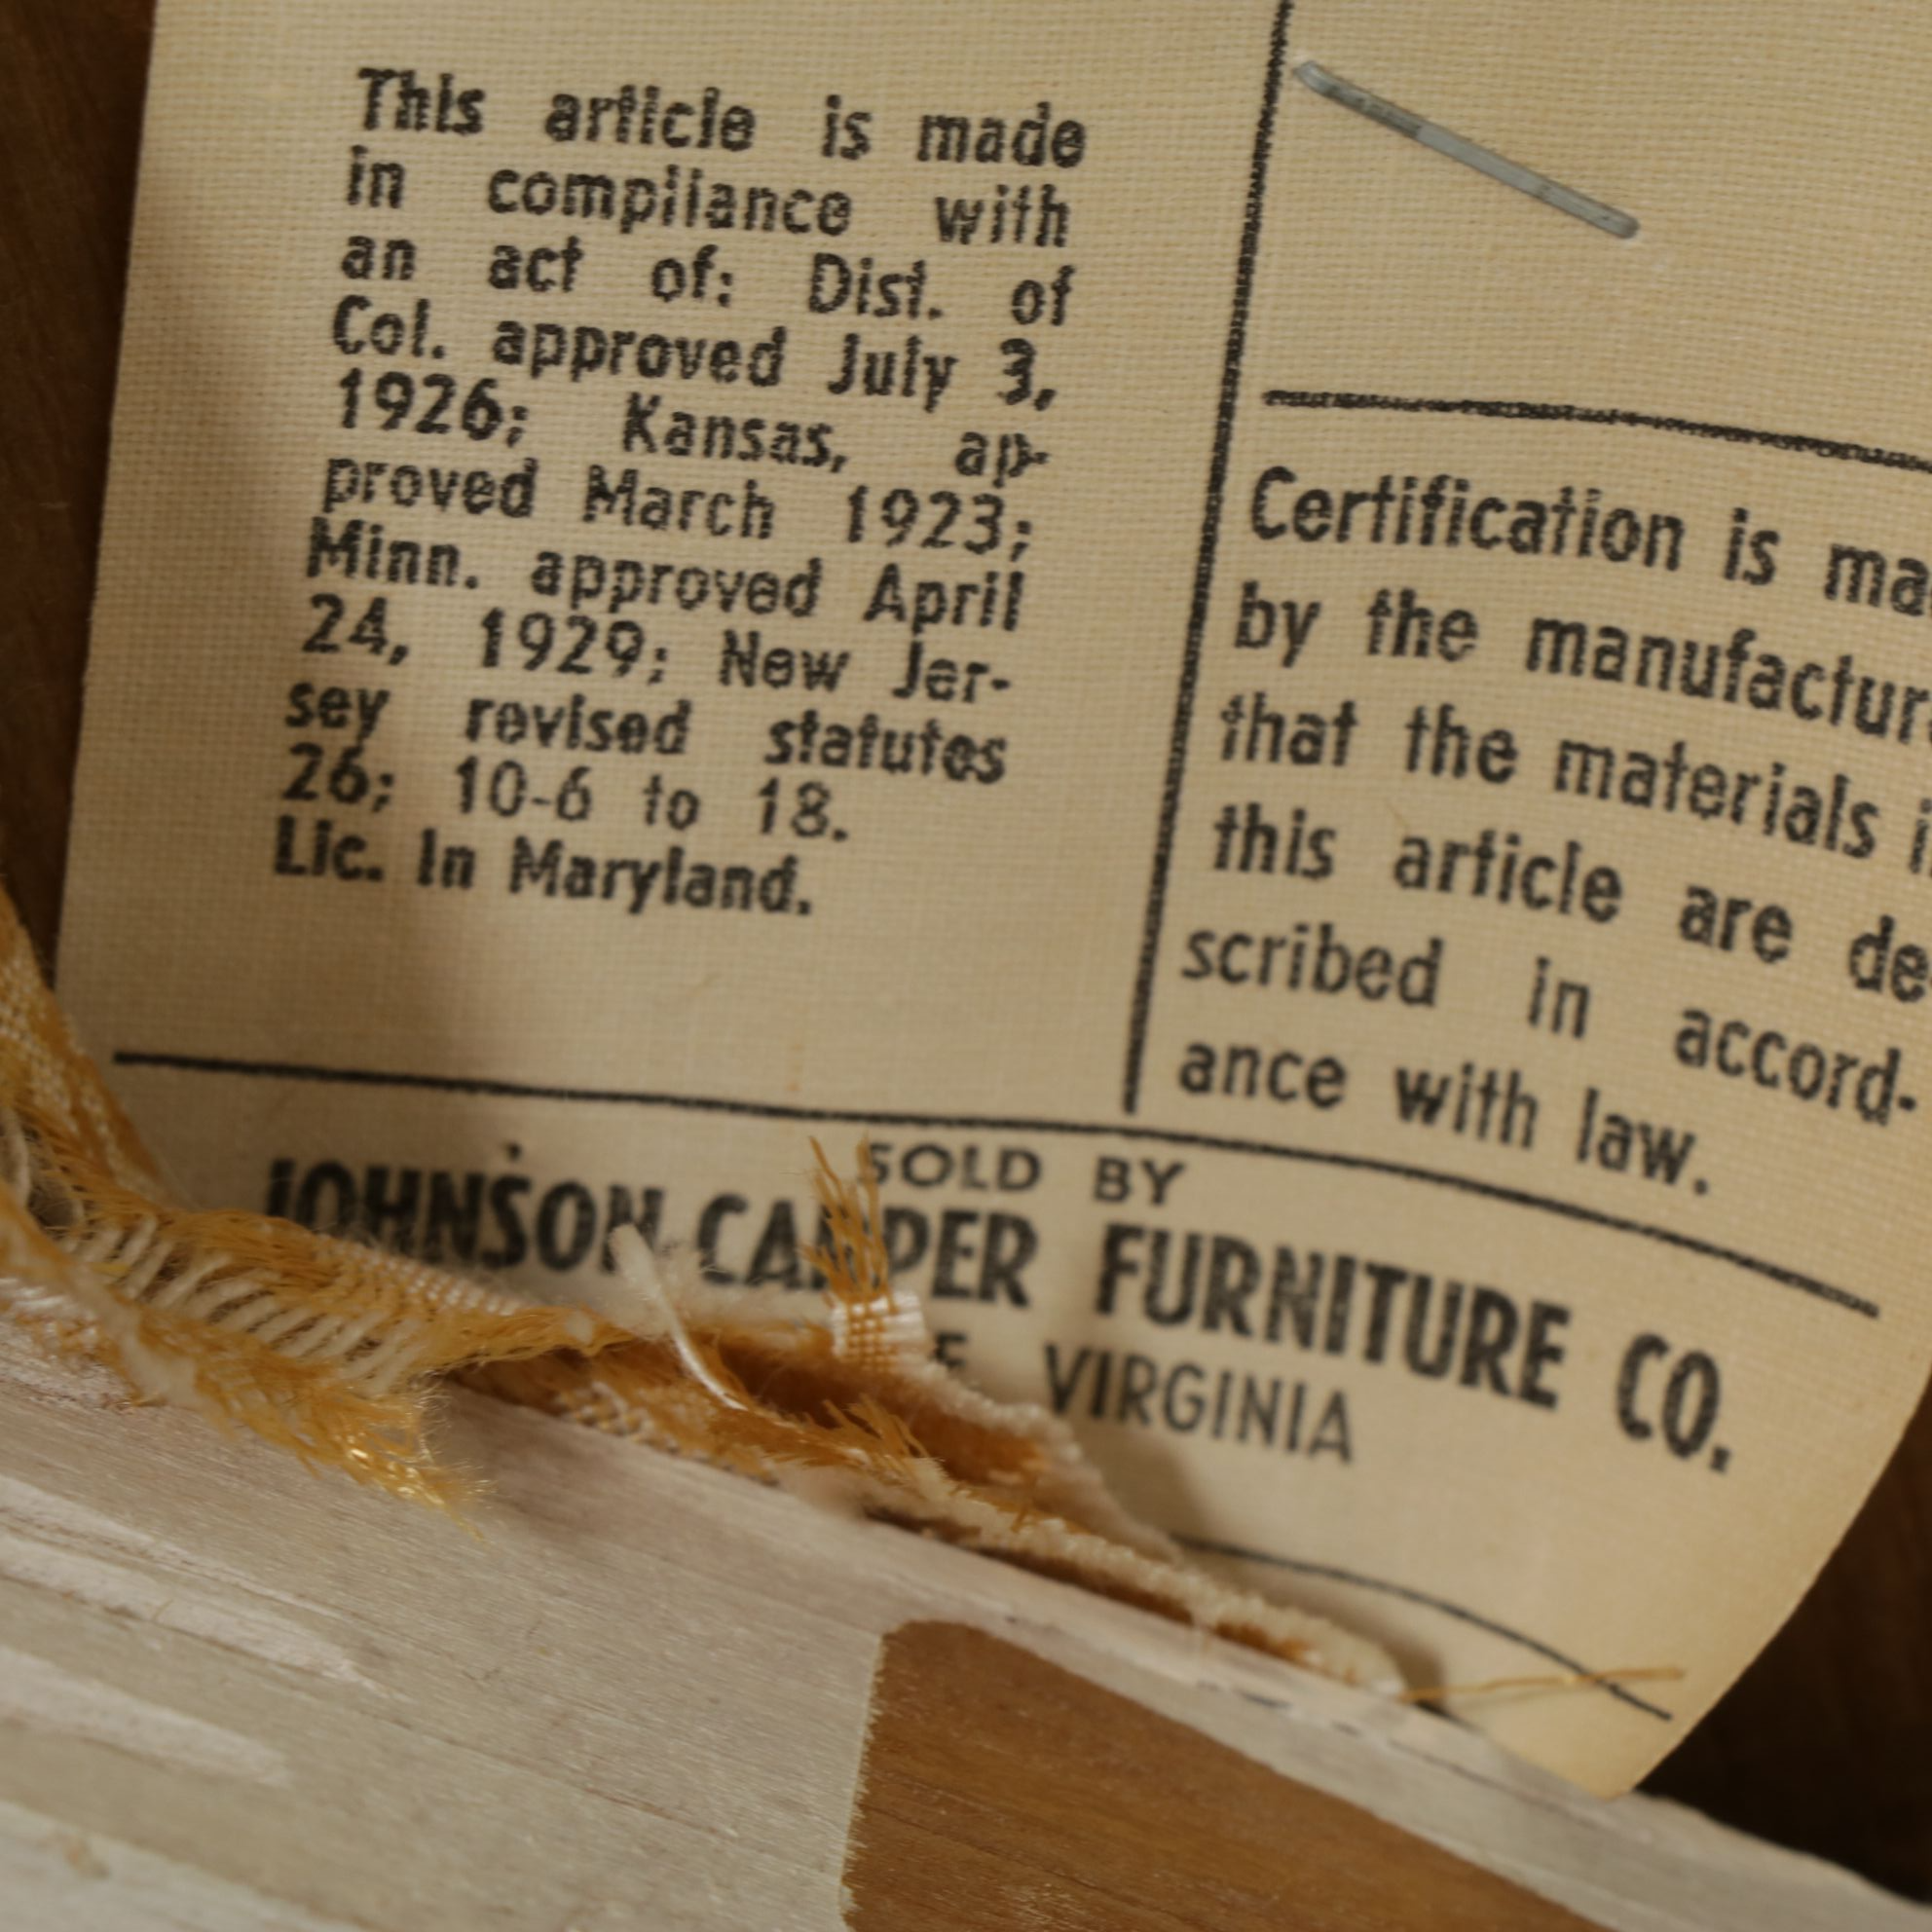 This article is made
in compliance with
an act of: Dist. of
Col. approved July 3,
1926; Kansas, ap-
proved March 1923;
Minn. approved April
24, 1929; New Jer-
sey revised statutes
26; 10-6 to 18.
Lic. In Maryland.
Certification is ma
by the manufactur
that the materials i
this article are de-
scribed in accord-
ance with law.
SOLD BY
JOHNSON-CARPER FURNITURE CO.
E VIRGINIA